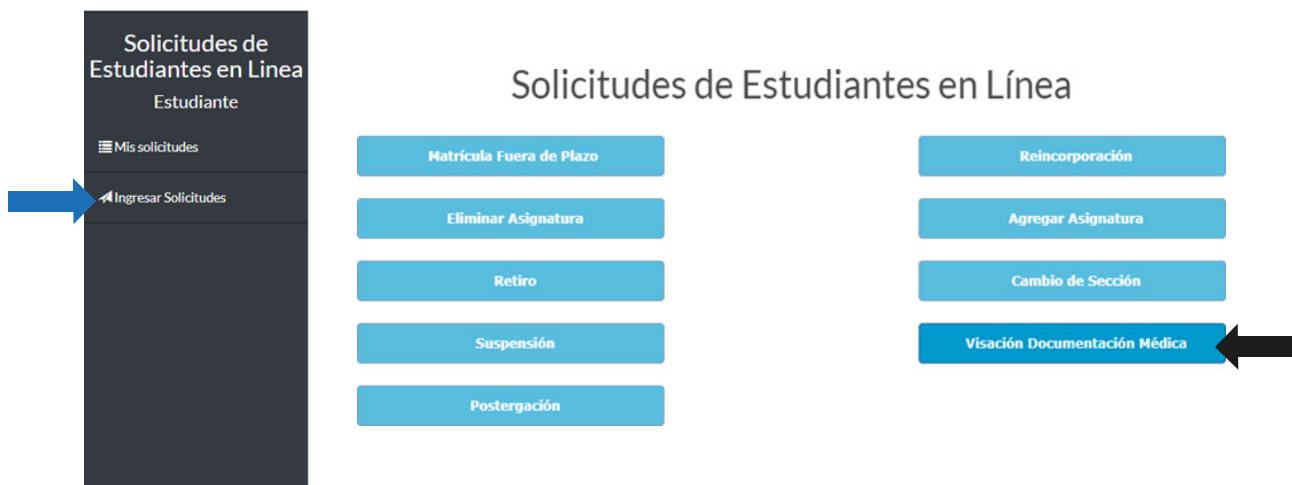 Solicitudes de
Estudiantes en Linea
Estudiante
Mis solicitudes
Ingresar Solicitudes
Solicitudes de Estudiantes en Línea
Matrícula Fuera de Plazo
Reincorporación
Eliminar Asignatura
Agregar Asignatura
Retiro
Cambio de Sección
Suspensión
Visación Documentación Médica
Postergación